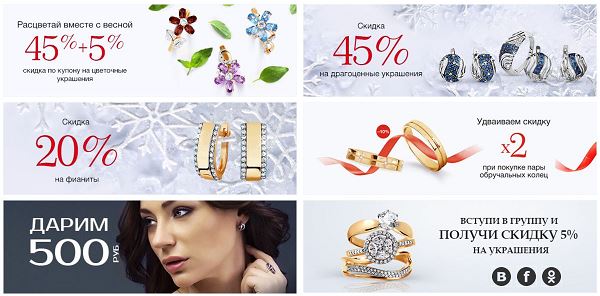 Расцветай вместе с весной
45%+5%
скидка по купону на цветочные
украшения
Скидка
45%
на драгоценные украшения
Скидка
20%
на фианиты
-10%
Удваиваем скидку
x2
при покупке пары
обручальных колец
ДАРИМ
500 РУБ
ВСТУПИ В ГРУППУ И
ПОЛУЧИ СКИДКУ 5%
НА УКРАШЕНИЯ
В f